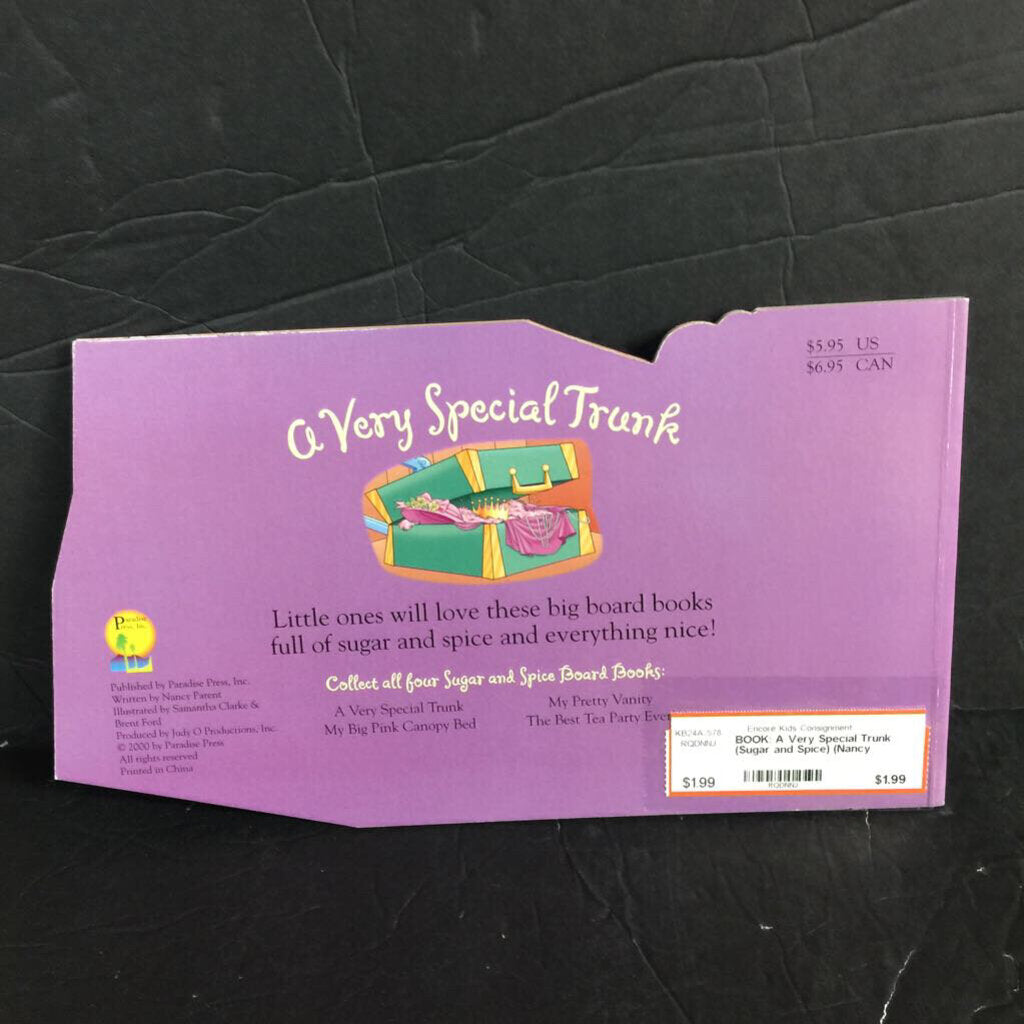 $5.95 US
$6.95 CAN
A Very Special Trunk
Little ones will love these big board books
full of sugar and spice and everything nice!
Collect all four Sugar and Spice Board Books:
A Very Special Trunk
My Big Pink Canopy Bed
My Pretty Vanity
The Best Tea Party Ever
Paradise
Press, Inc.
Published by Paradise Press, Inc.
Written by Nancy Parent
Illustrated by Samantha Clarke &
Brent Ford
Produced by Jody O Productions, Inc.
© 2000 by Paradise Press
All rights reserved
Printed in China
Encore Kids Consignment
KB24A-578
RQDNNJ
BOOK: A Very Special Trunk
(Sugar and Spice) (Nancy
$1.99
RQDNNJ
$1.99